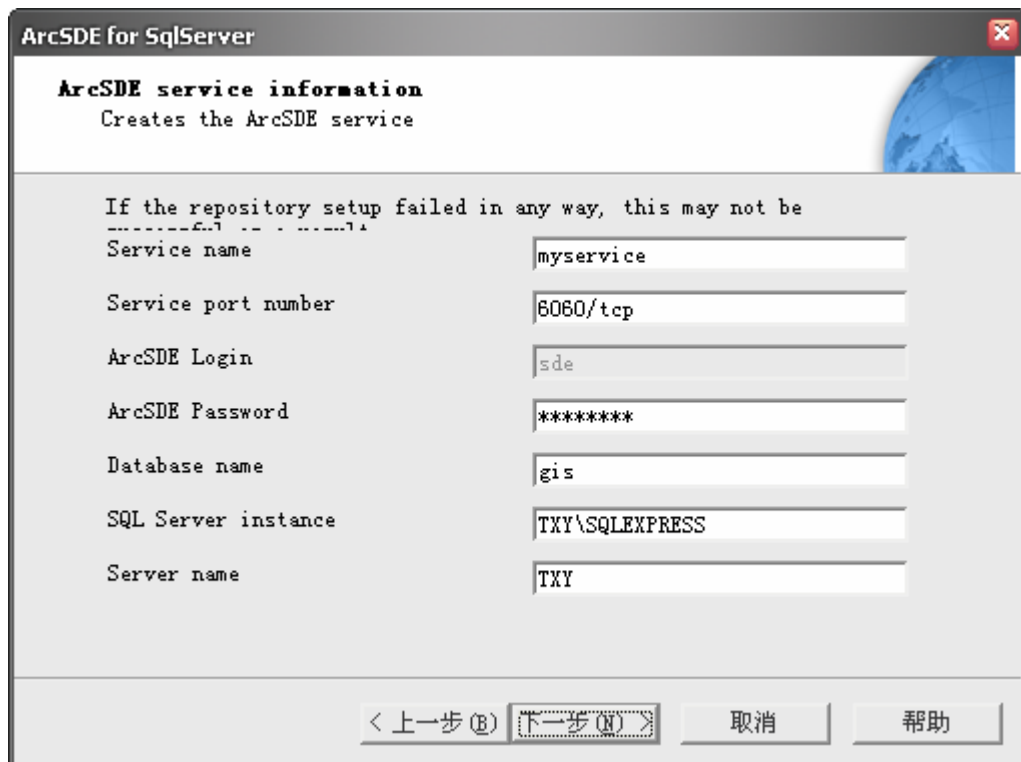 ArcSDE for SqlServer
ArcSDE service information
Creates the ArcSDE service
If the repository setup failed in any way, this may not be
Service name
myservice
Service port number
6060/tcp
ArcSDE Login
sde
ArcSDE Password
********
Database name
gis
SQL Server instance
TXY\SQLEXPRESS
Server name
TXY
< 上一步(B) 下一步(N) > 取消 帮助